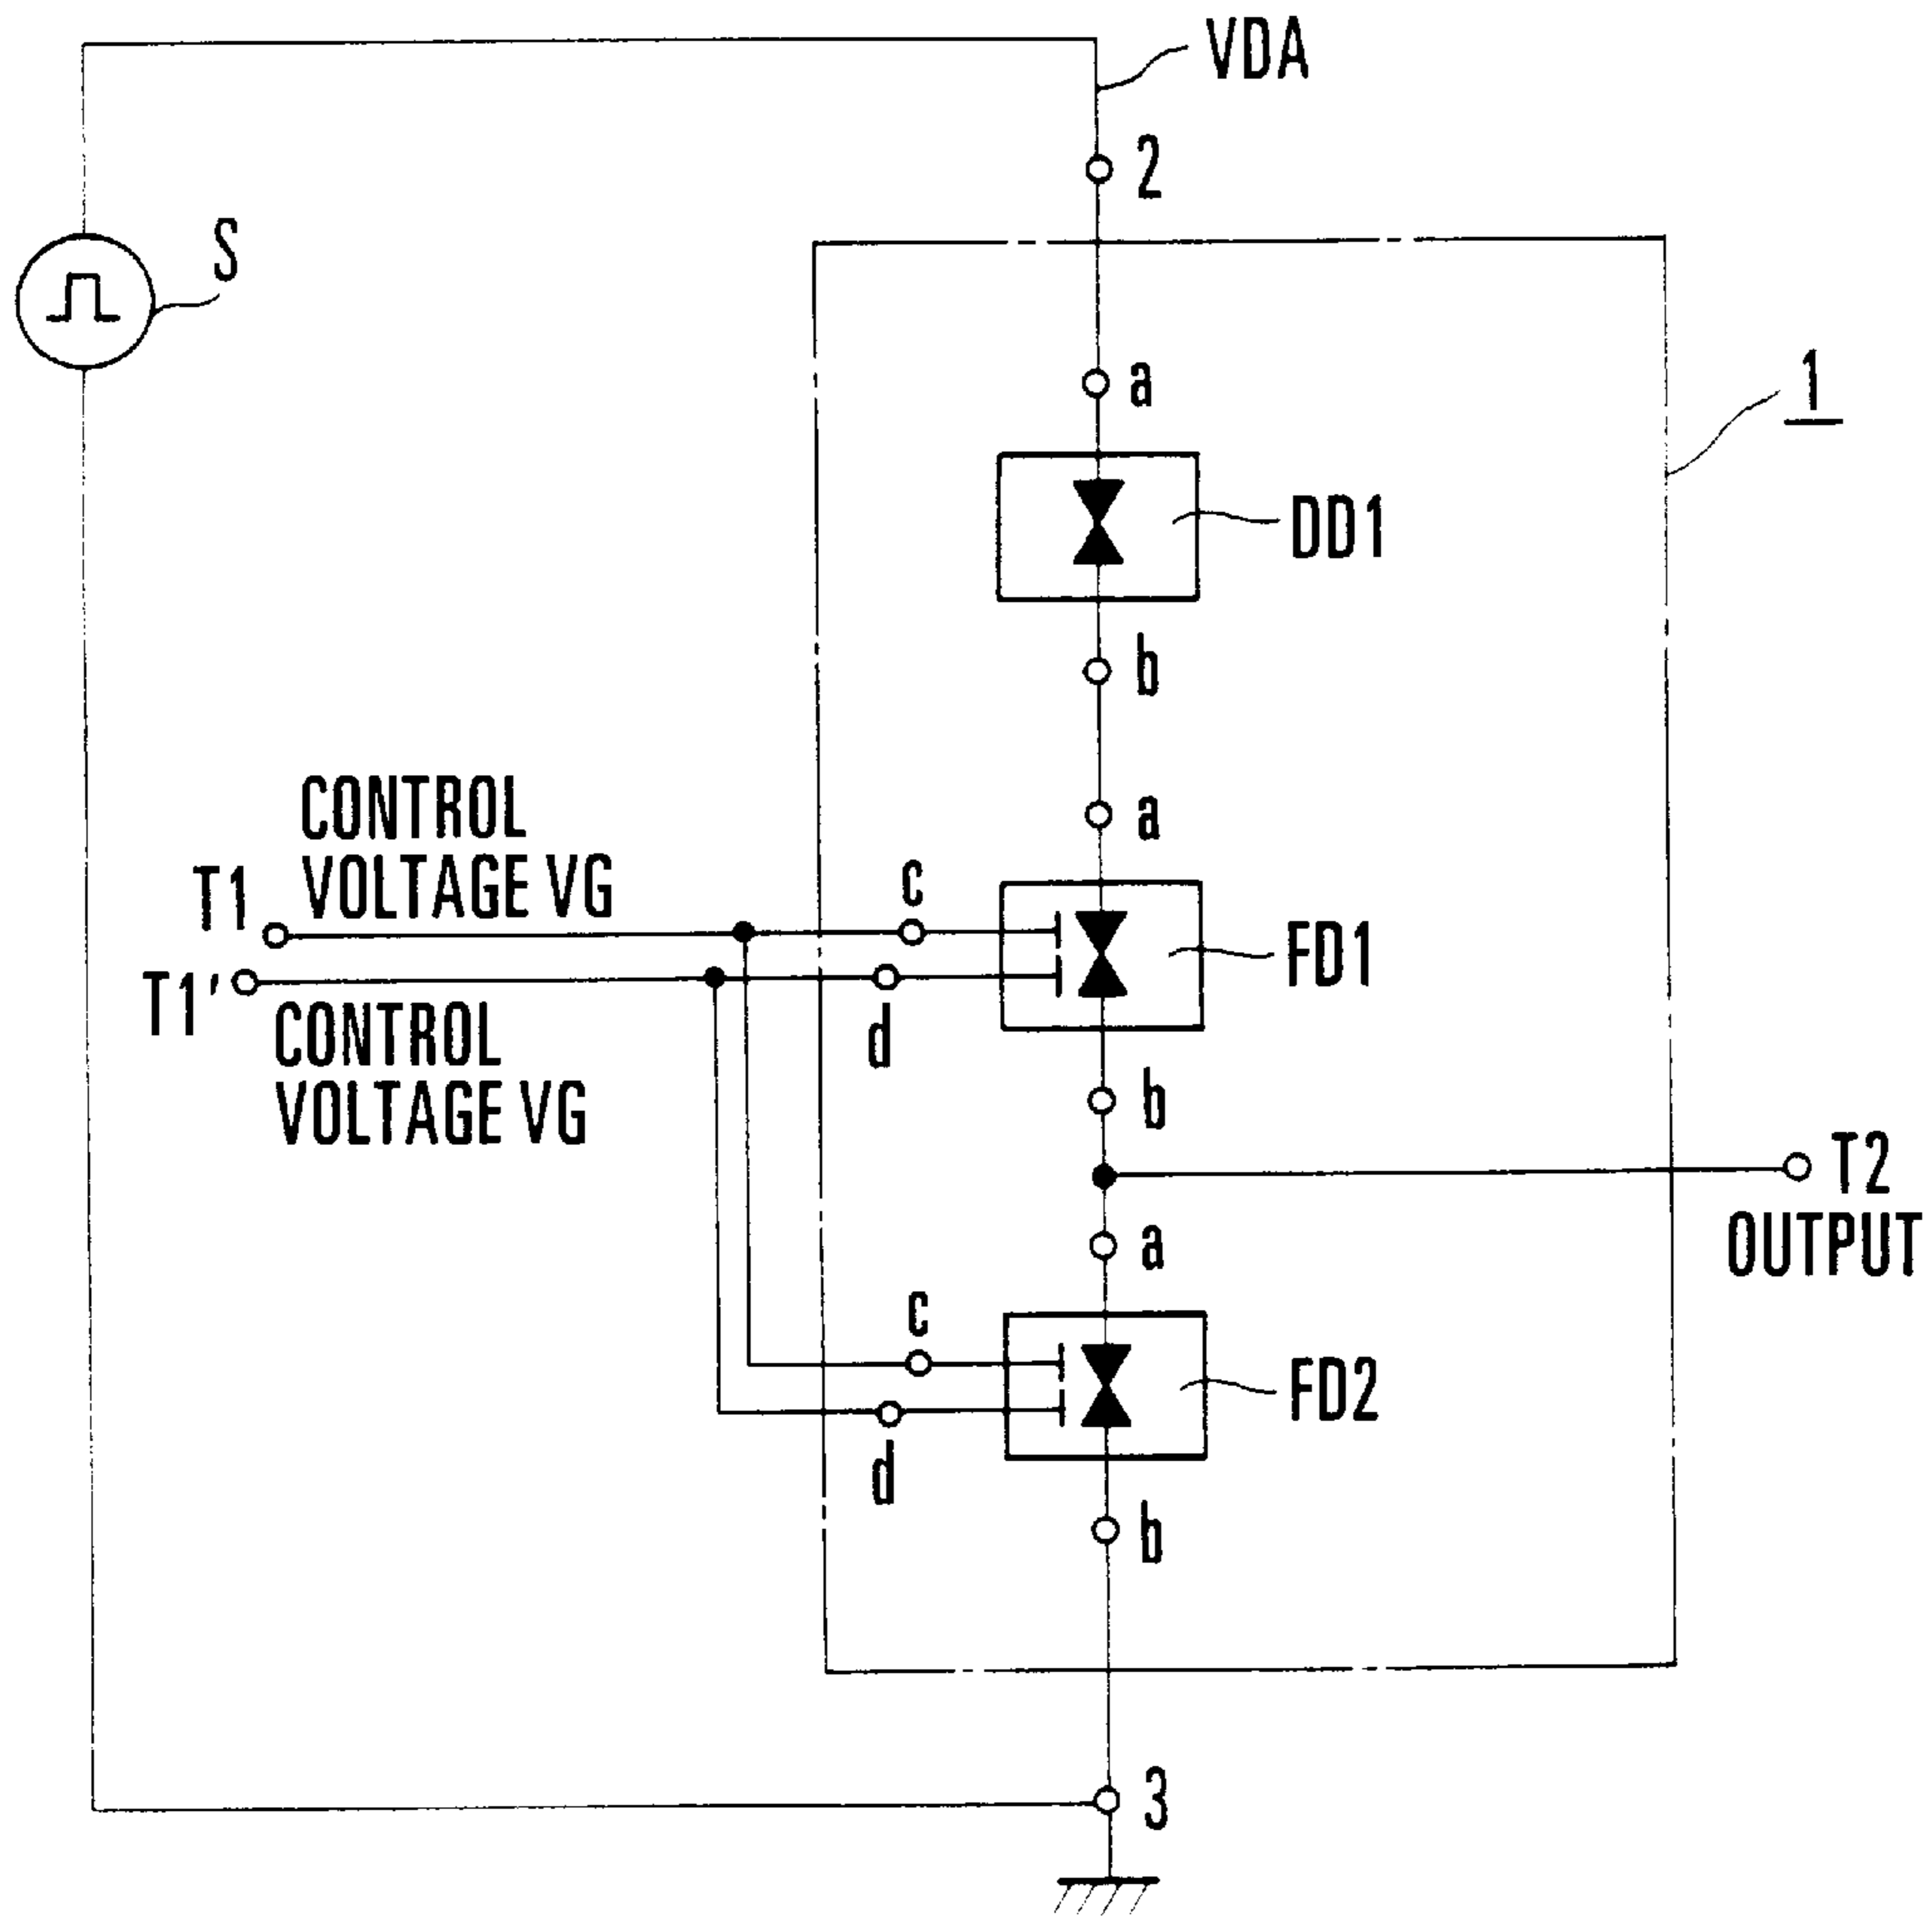 VDA
2
S
a
1
DD1
b
CONTROL
VOLTAGE VG
a
T1
c
FD1
T1'
CONTROL
VOLTAGE VG
d
b
T2
OUTPUT
a
c
FD2
d
b
3